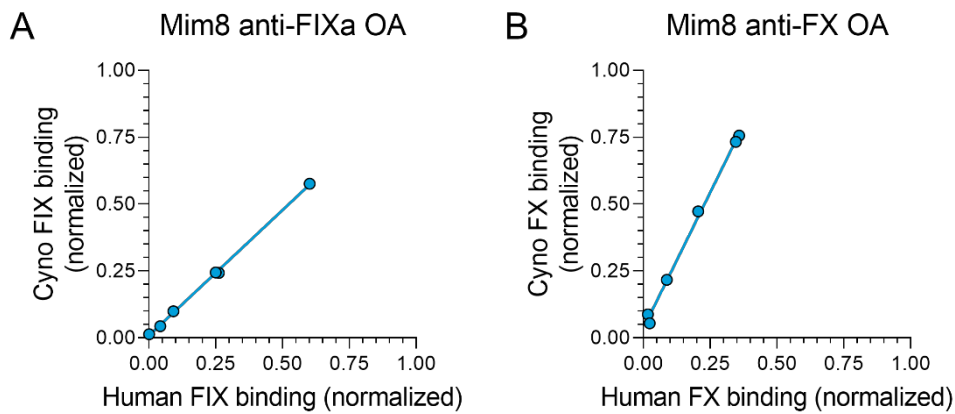 A
Mim8 anti-FIXa OA
Cyno FIX binding
(normalized)
1.00
0.75
0.50
0.25
0.00
0.00 0.25 0.50 0.75 1.00
Human FIX binding (normalized)
B
Mim8 anti-FX OA
Cyno FX binding
(normalized)
1.00
0.75
0.50
0.25
0.00
0.00 0.25 0.50 0.75 1.00
Human FX binding (normalized)